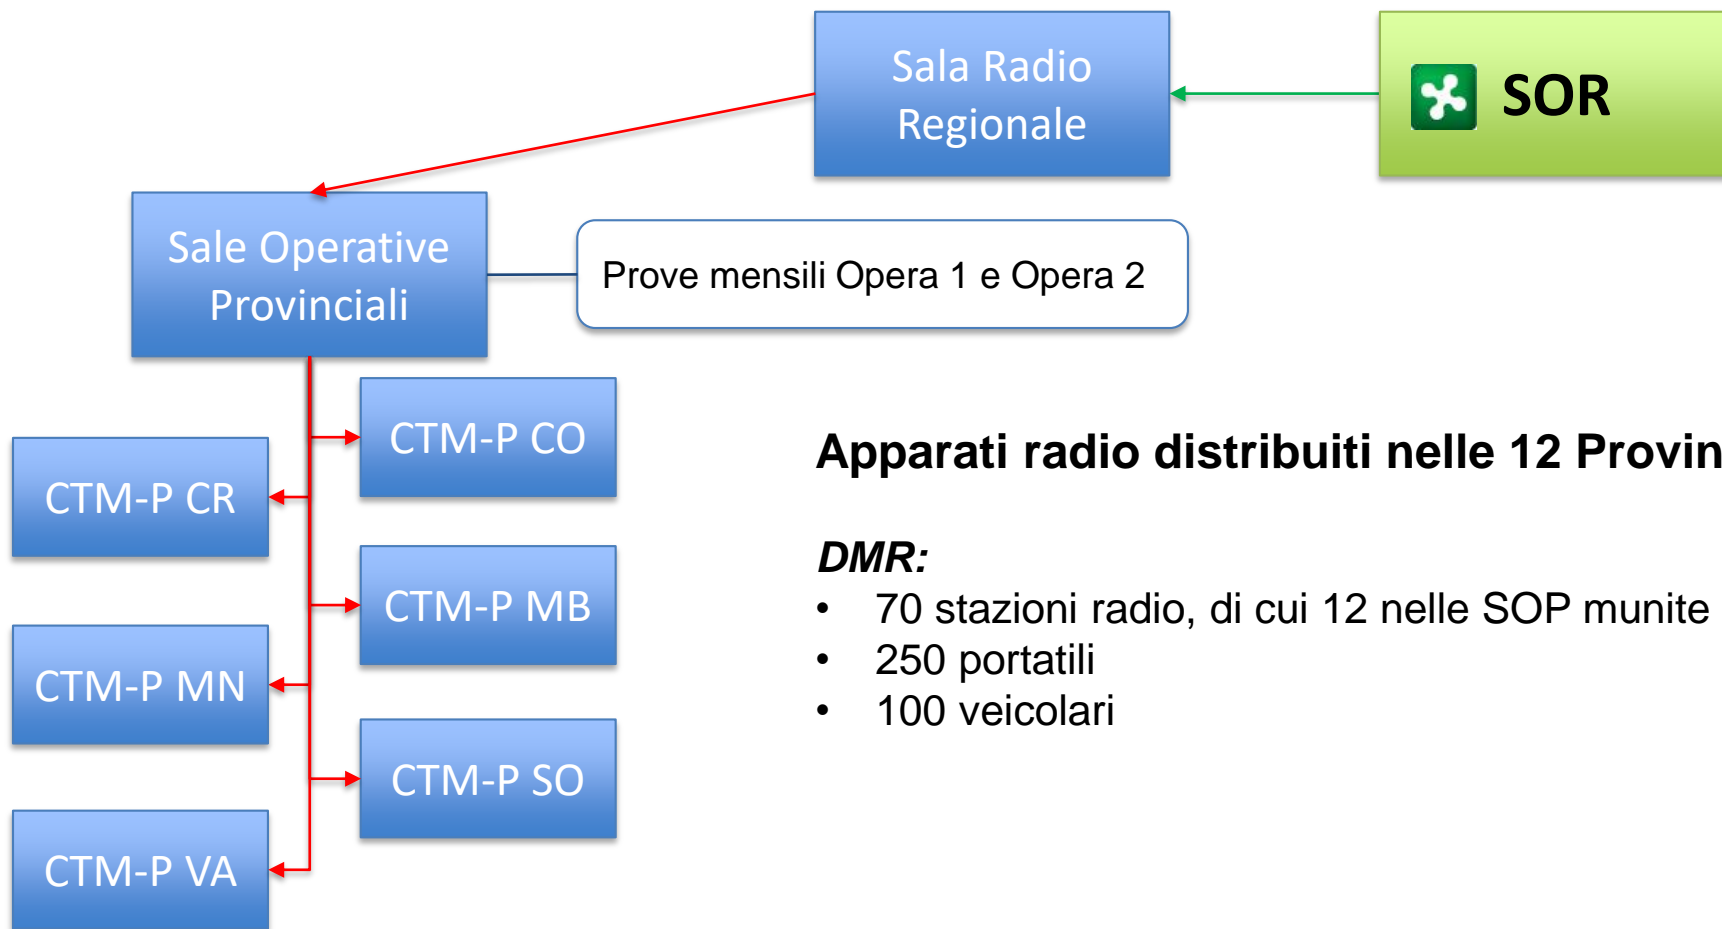 Sala Radio
Regionale
SOR
Sale Operative
Provinciali
Prove mensili Opera 1 e Opera 2
CTM-P CO
CTM-P CR
CTM-P MB
CTM-P MN
CTM-P SO
CTM-P VA
Apparati radio distribuiti nelle 12 Provin
DMR:
• 70 stazioni radio, di cui 12 nelle SOP munite
• 250 portatili
• 100 veicolari